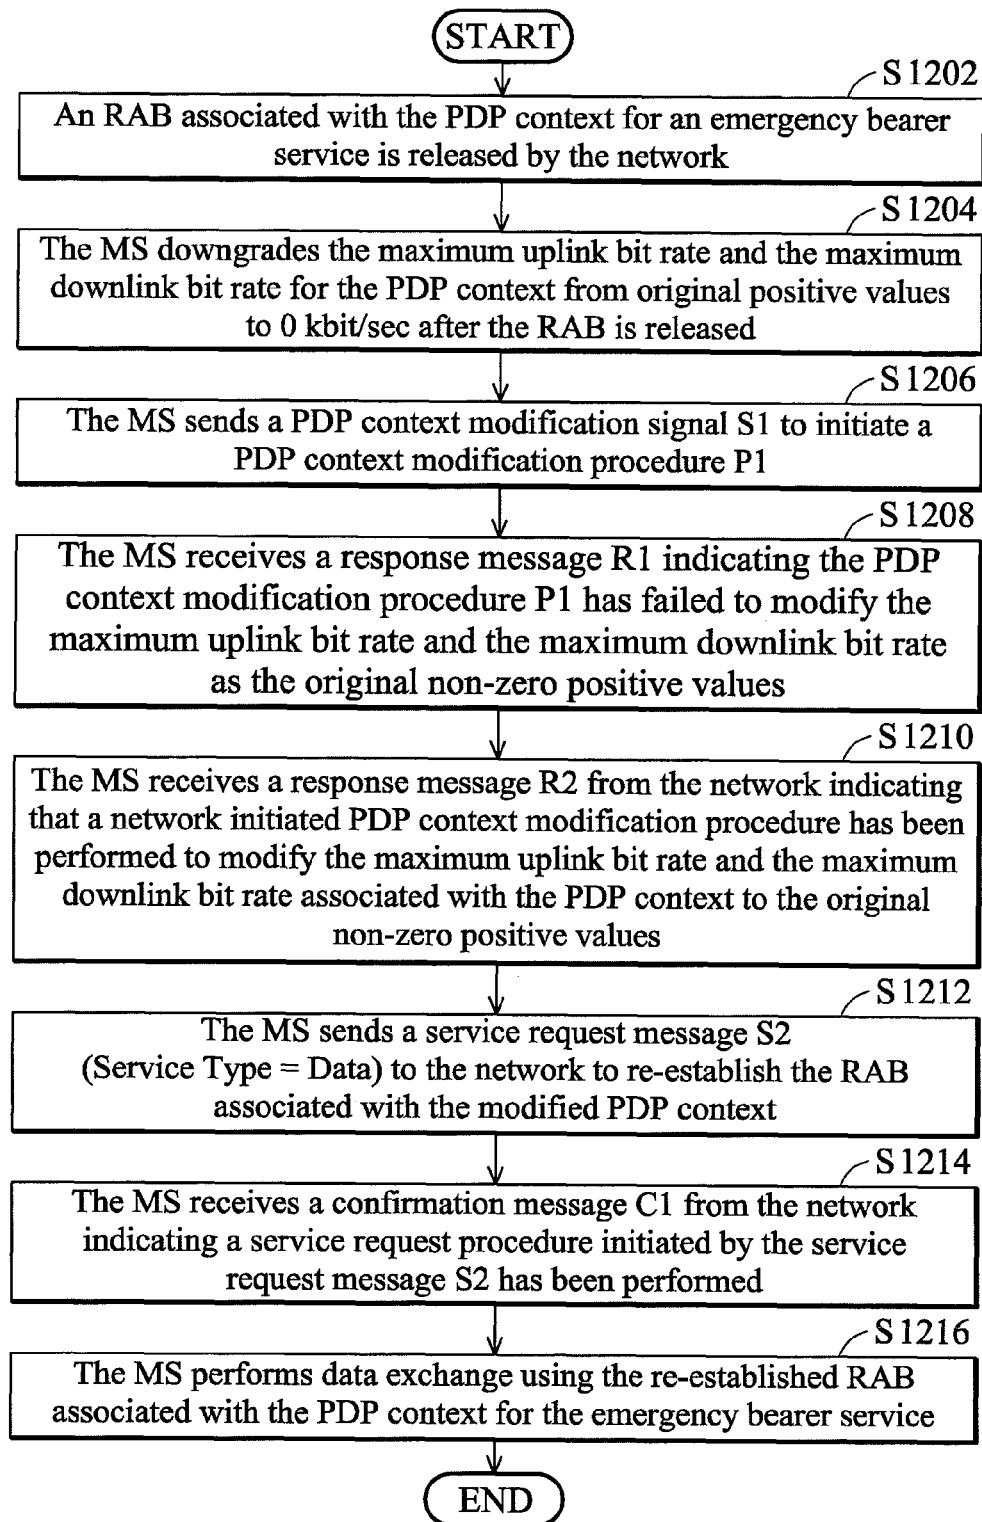 START
S1202
An RAB associated with the PDP context for an emergency bearer
service is released by the network
S1204
The MS downgrades the maximum uplink bit rate and the maximum
downlink bit rate for the PDP context from original positive values
to 0 kbit/sec after the RAB is released
S1206
The MS sends a PDP context modification signal S1 to initiate a
PDP context modification procedure P1
S1208
The MS receives a response message R1 indicating the PDP
context modification procedure P1 has failed to modify the
maximum uplink bit rate and the maximum downlink bit rate
as the original non-zero positive values
S1210
The MS receives a response message R2 from the network indicating
that a network initiated PDP context modification procedure has been
performed to modify the maximum uplink bit rate and the maximum
downlink bit rate associated with the PDP context to the original
non-zero positive values
S1212
The MS sends a service request message S2
(Service Type = Data) to the network to re-establish the RAB
associated with the modified PDP context
S1214
The MS receives a confirmation message C1 from the network
indicating a service request procedure initiated by the service
request message S2 has been performed
S1216
The MS performs data exchange using the re-established RAB
associated with the PDP context for the emergency bearer service
END